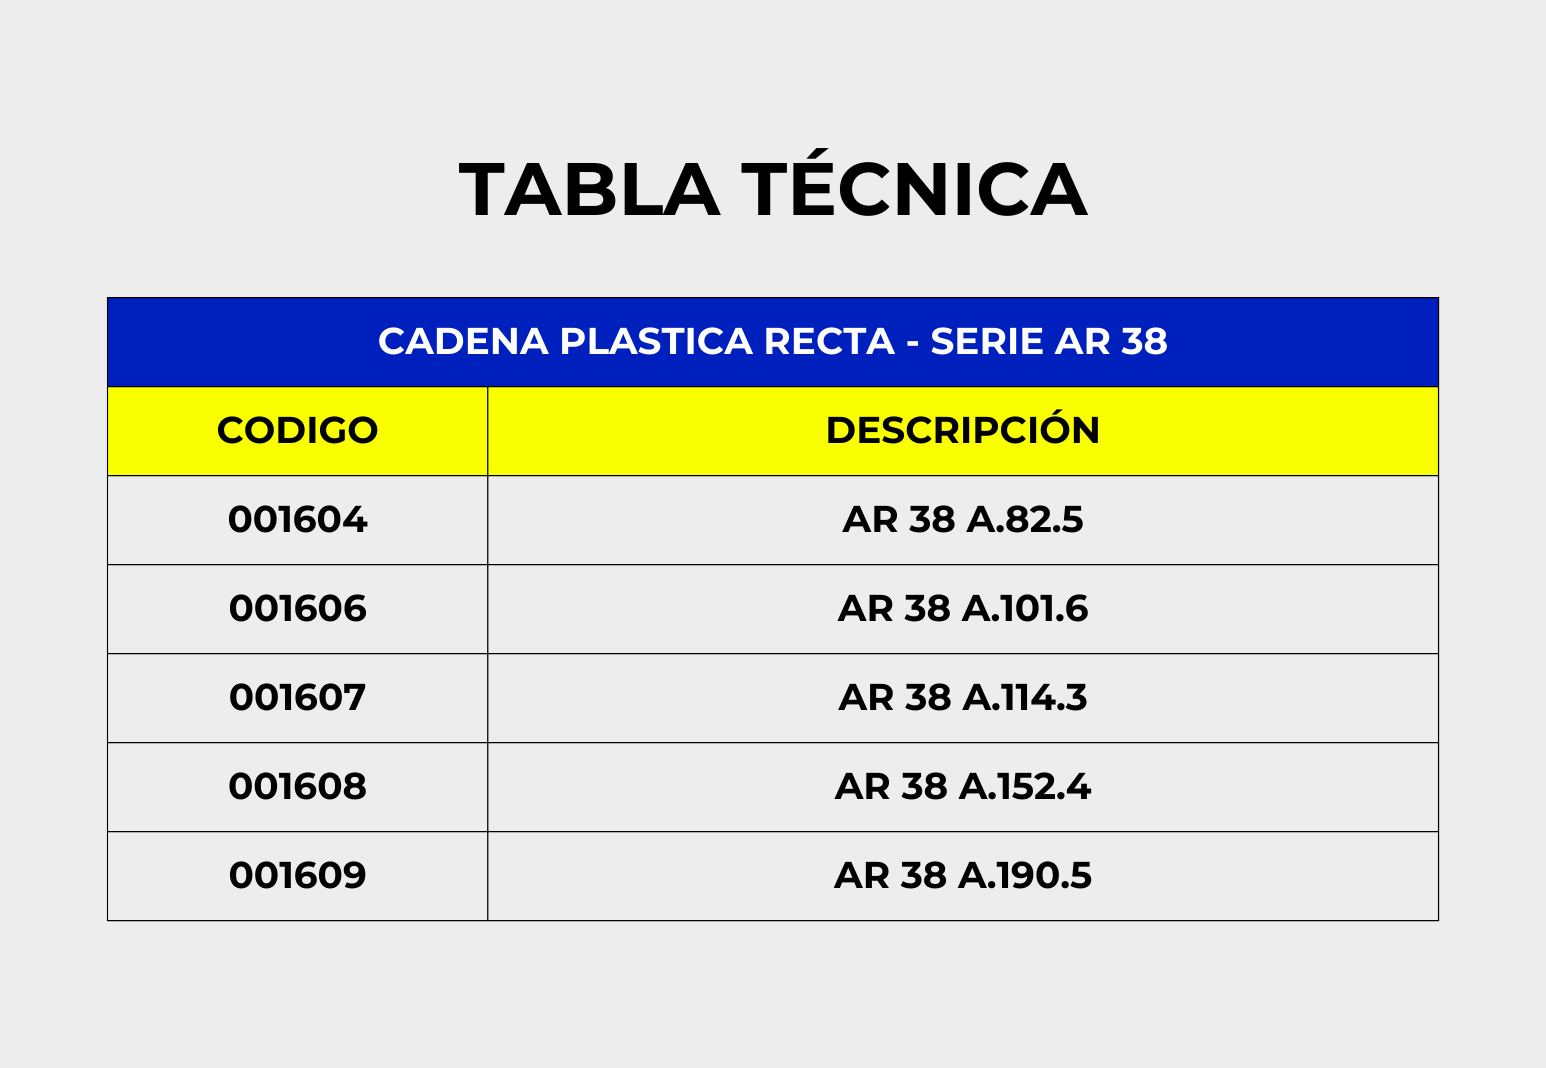 TABLA TÉCNICA
CADENA PLASTICA RECTA - SERIE AR 38
CODIGO DESCRIPCIÓN
001604 AR 38 A.82.5
001606 AR 38 A.101.6
001607 AR 38 A.114.3
001608 AR 38 A.152.4
001609 AR 38 A.190.5